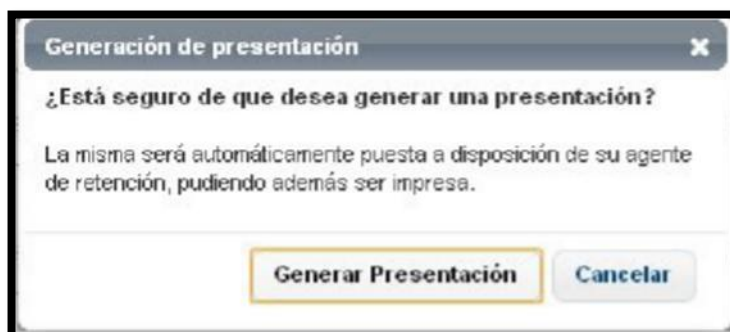 Generación de presentación
¿Está seguro de que desea generar una presentación?
La misma será automáticamente puesta a disposición de su agente
de retención, pudiendo además ser impresa.
Generar Presentación
Cancelar